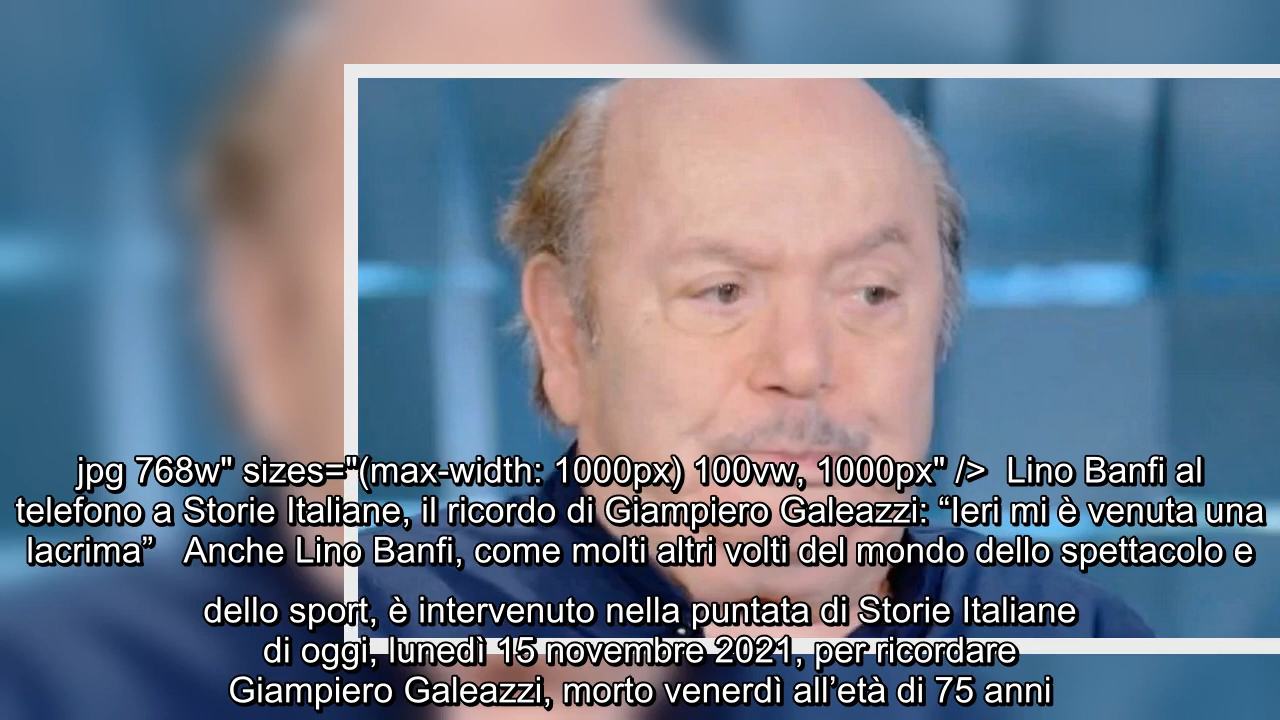 jpg 768w" sizes="(max-width: 1000px) 100vw, 1000px" />  Lino Banfi al
telefono a Storie Italiane, il ricordo di Giampiero Galeazzi: “Ieri mi è venuta una
lacrima”   Anche Lino Banfi, come molti altri volti del mondo dello spettacolo e
dello sport, è intervenuto nella puntata di Storie Italiane
di oggi, lunedì 15 novembre 2021, per ricordare
Giampiero Galeazzi, morto venerdì all’età di 75 anni